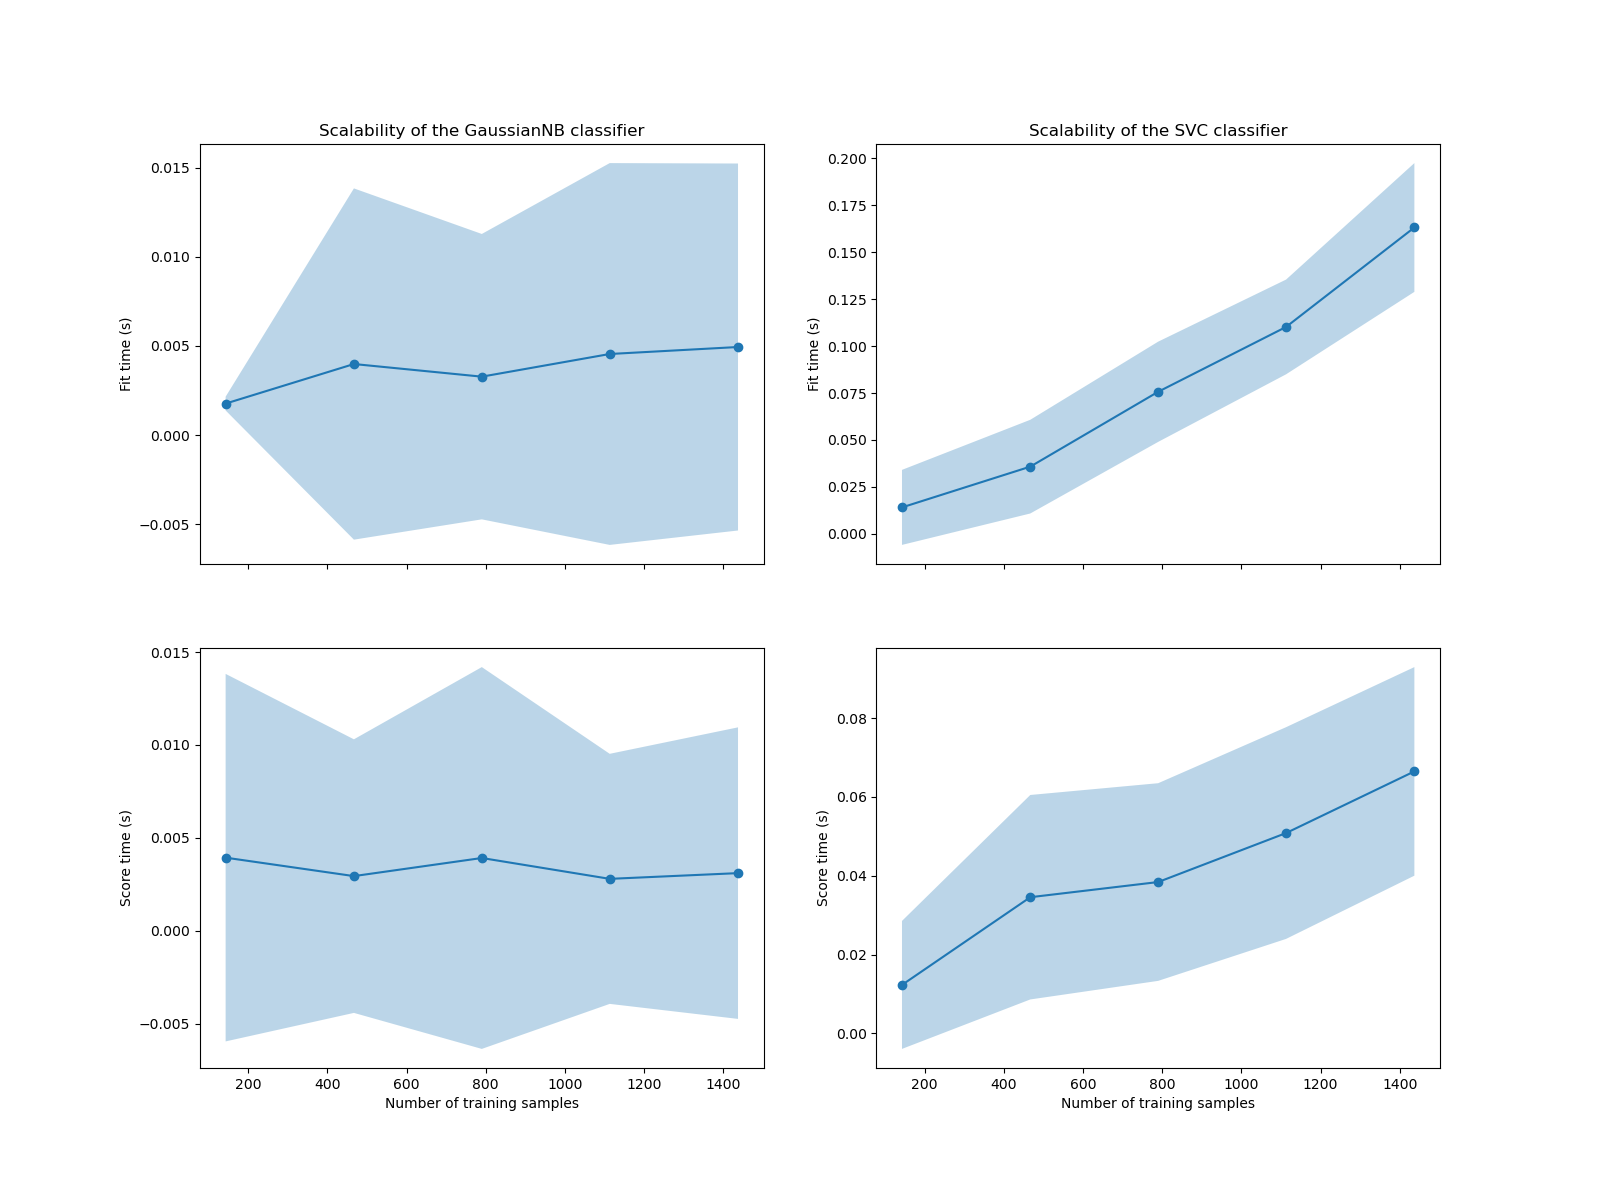 Scalability of the GaussianNB classifier
0.015
0.010
0.005
0.000
−0.005
Fit time (s)
Scalability of the SVC classifier
0.200
0.175
0.150
0.125
0.100
0.075
0.050
0.025
0.000
Fit time (s)
0.015
0.010
0.005
0.000
−0.005
Score time (s)
200 400 600 800 1000 1200 1400
Number of training samples
0.08
0.06
0.04
0.02
0.00
Score time (s)
200 400 600 800 1000 1200 1400
Number of training samples